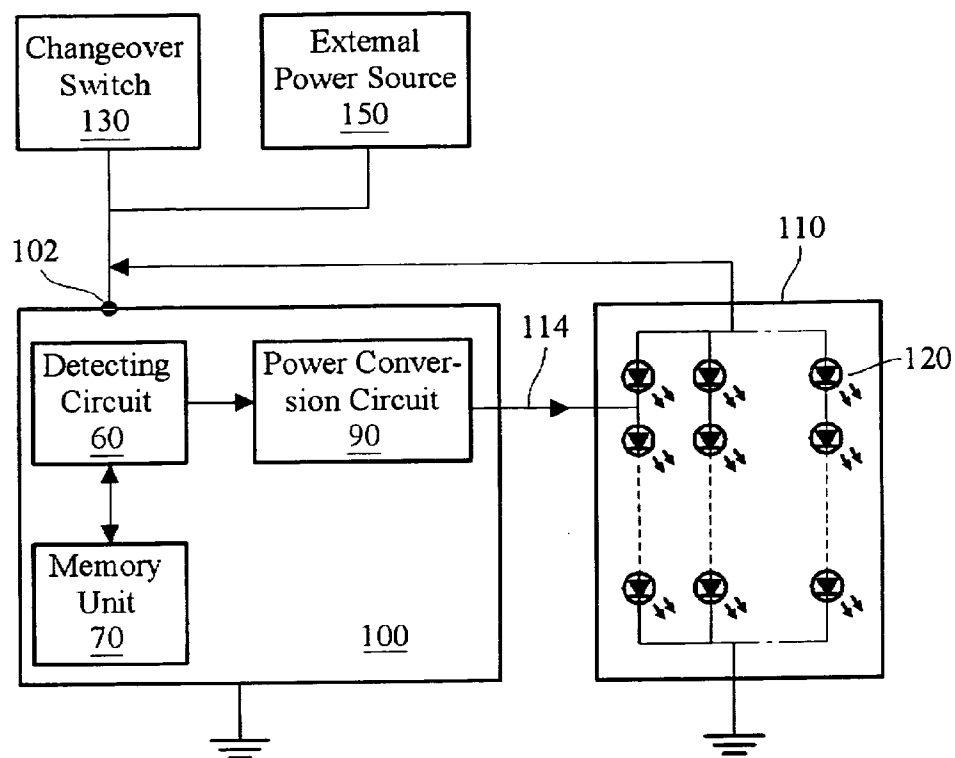 Changeover
Switch
130
External
Power Source
150
102
110
114
Detecting
Circuit
60
Power Conver-
sion Circuit
90
120
Memory
Unit
70
100